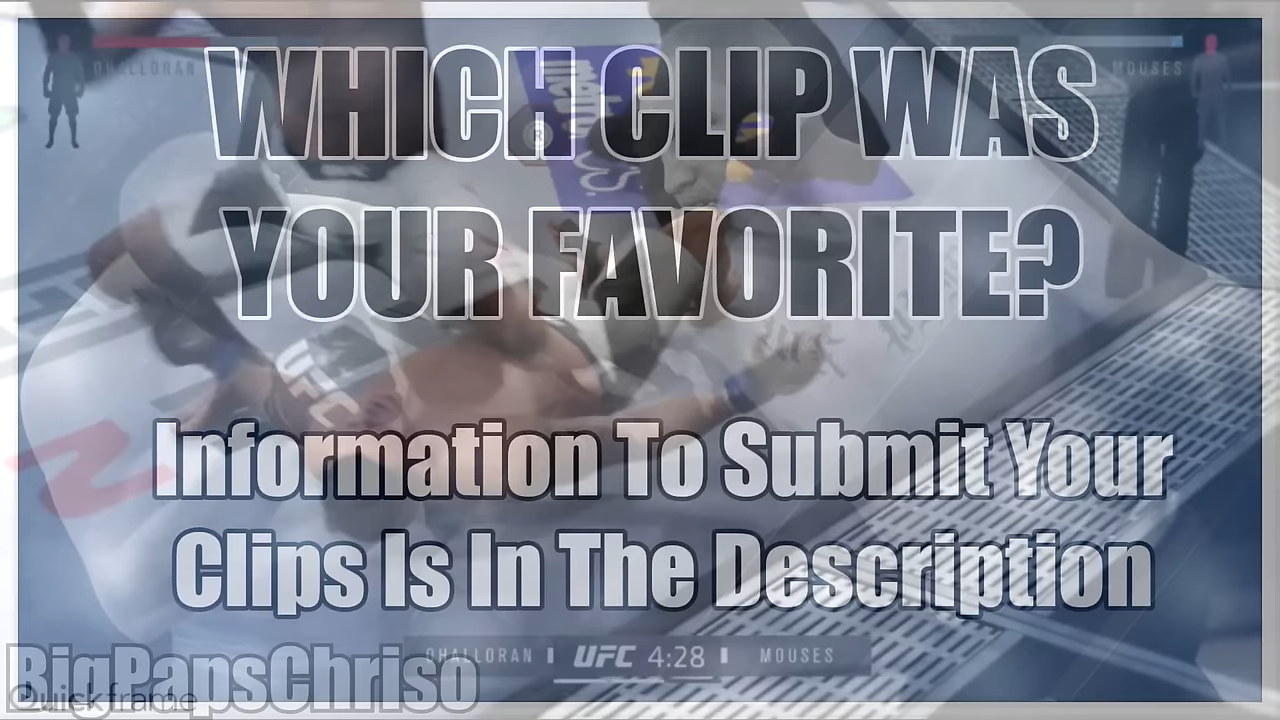 OHALLORAN
MOUSES
WHICH CLIP WAS
YOUR FAVORITE?
UFC
Information To Submit Your
Clips Is In The Description
OHALLORAN UFC 4:28 MOUSES
BigPapsChriso
Quickframe